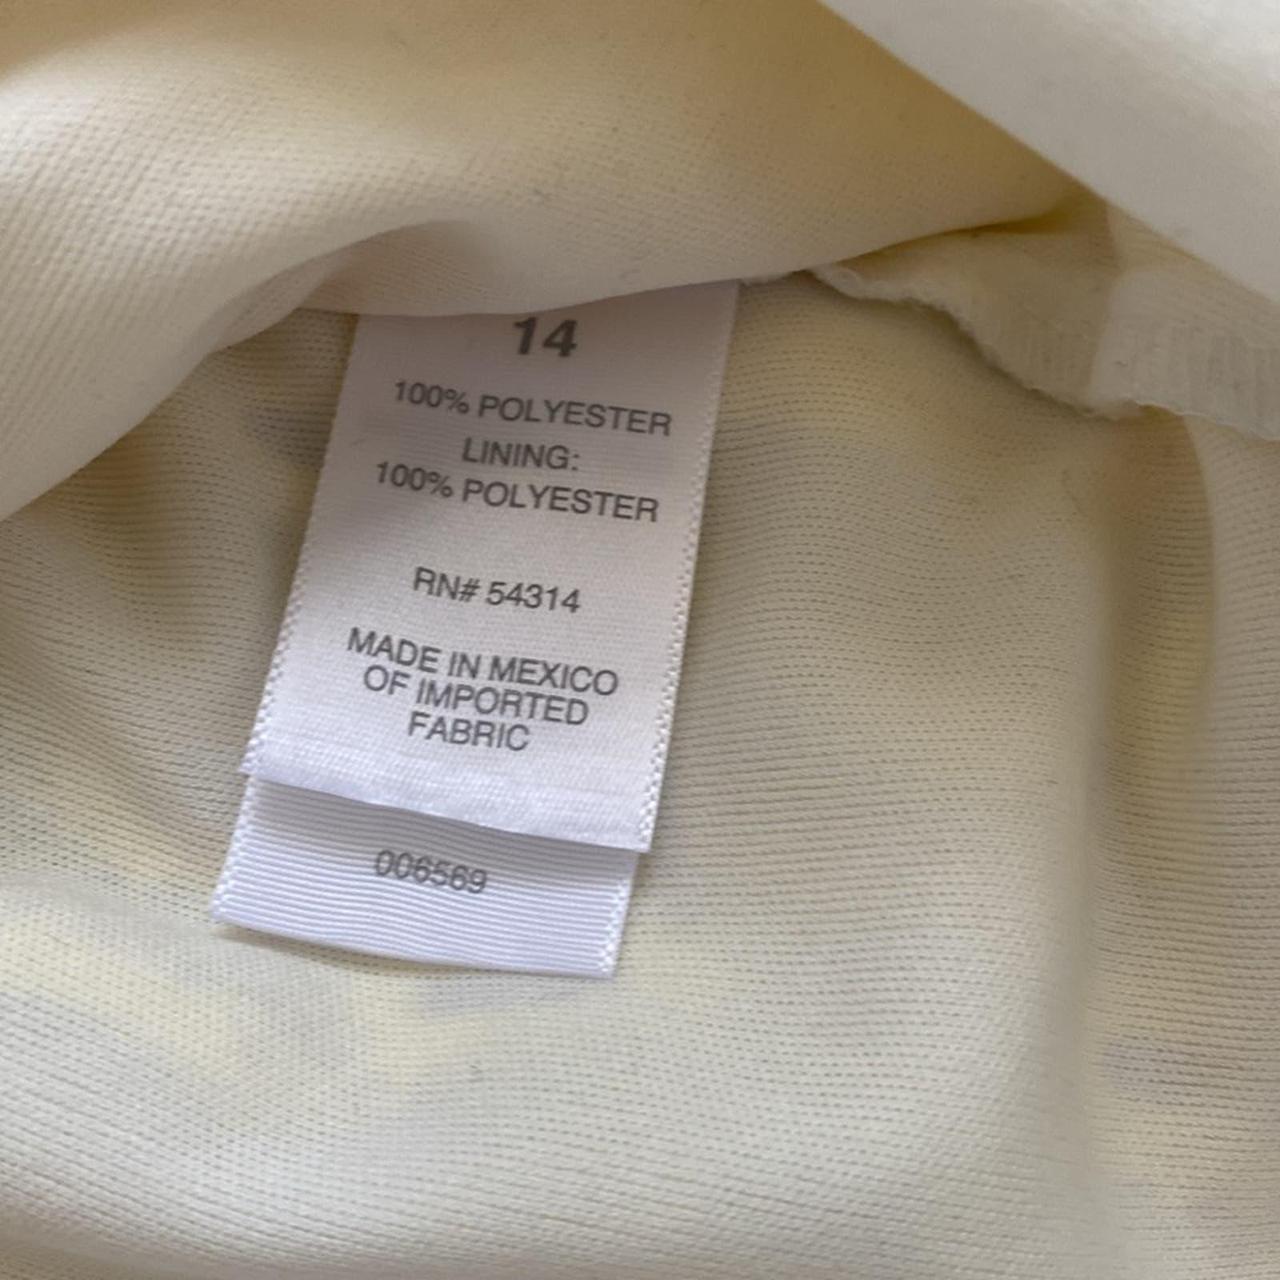 14
100% POLYESTER
LINING:
100% POLYESTER
RN# 54314
MADE IN MEXICO
OF IMPORTED
FABRIC
006569